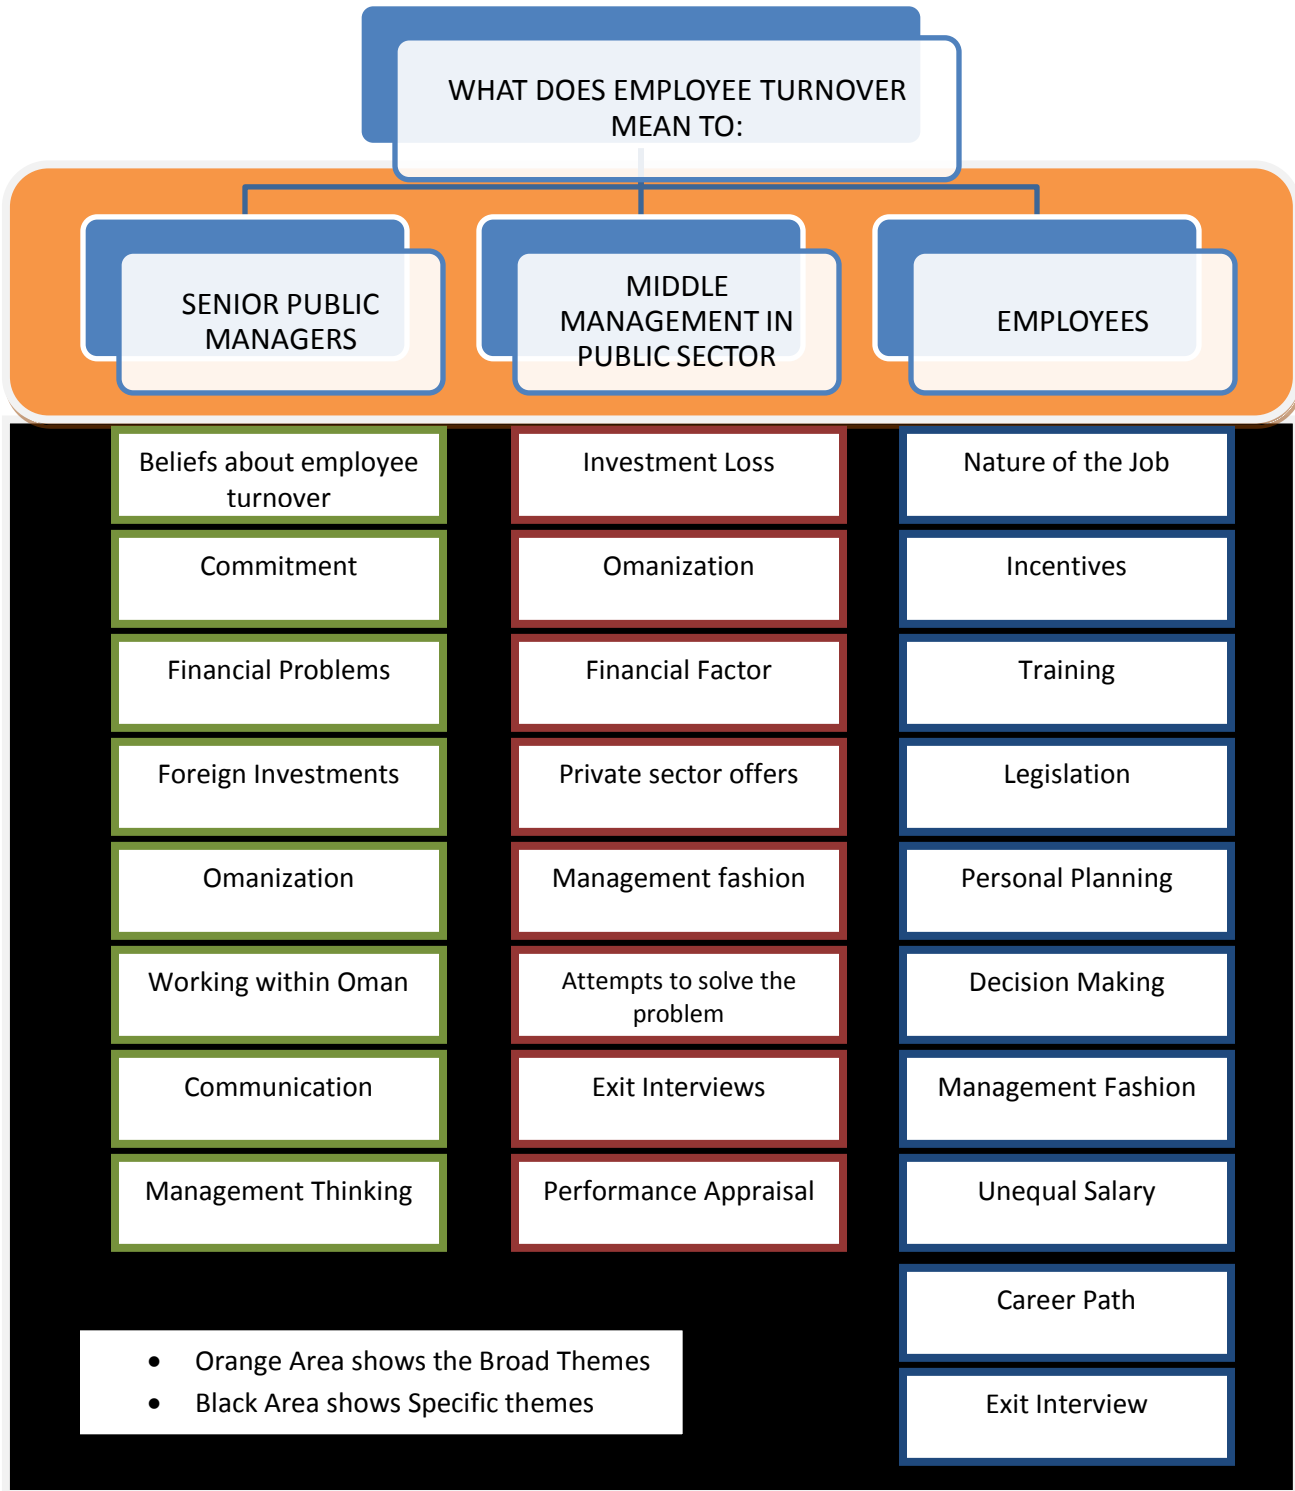 WHAT DOES EMPLOYEE TURNOVER
MEAN TO:
SENIOR PUBLIC
MANAGERS
MIDDLE
MANAGEMENT IN
PUBLIC SECTOR
EMPLOYEES
Beliefs about employee
turnover
Commitment
Financial Problems
Foreign Investments
Omanization
Working within Oman
Communication
Management Thinking
Investment Loss
Omanization
Financial Factor
Private sector offers
Management fashion
Attempts to solve the
problem
Exit Interviews
Performance Appraisal
Nature of the Job
Incentives
Training
Legislation
Personal Planning
Decision Making
Management Fashion
Unequal Salary
Career Path
Exit Interview
• Orange Area shows the Broad Themes
• Black Area shows Specific themes